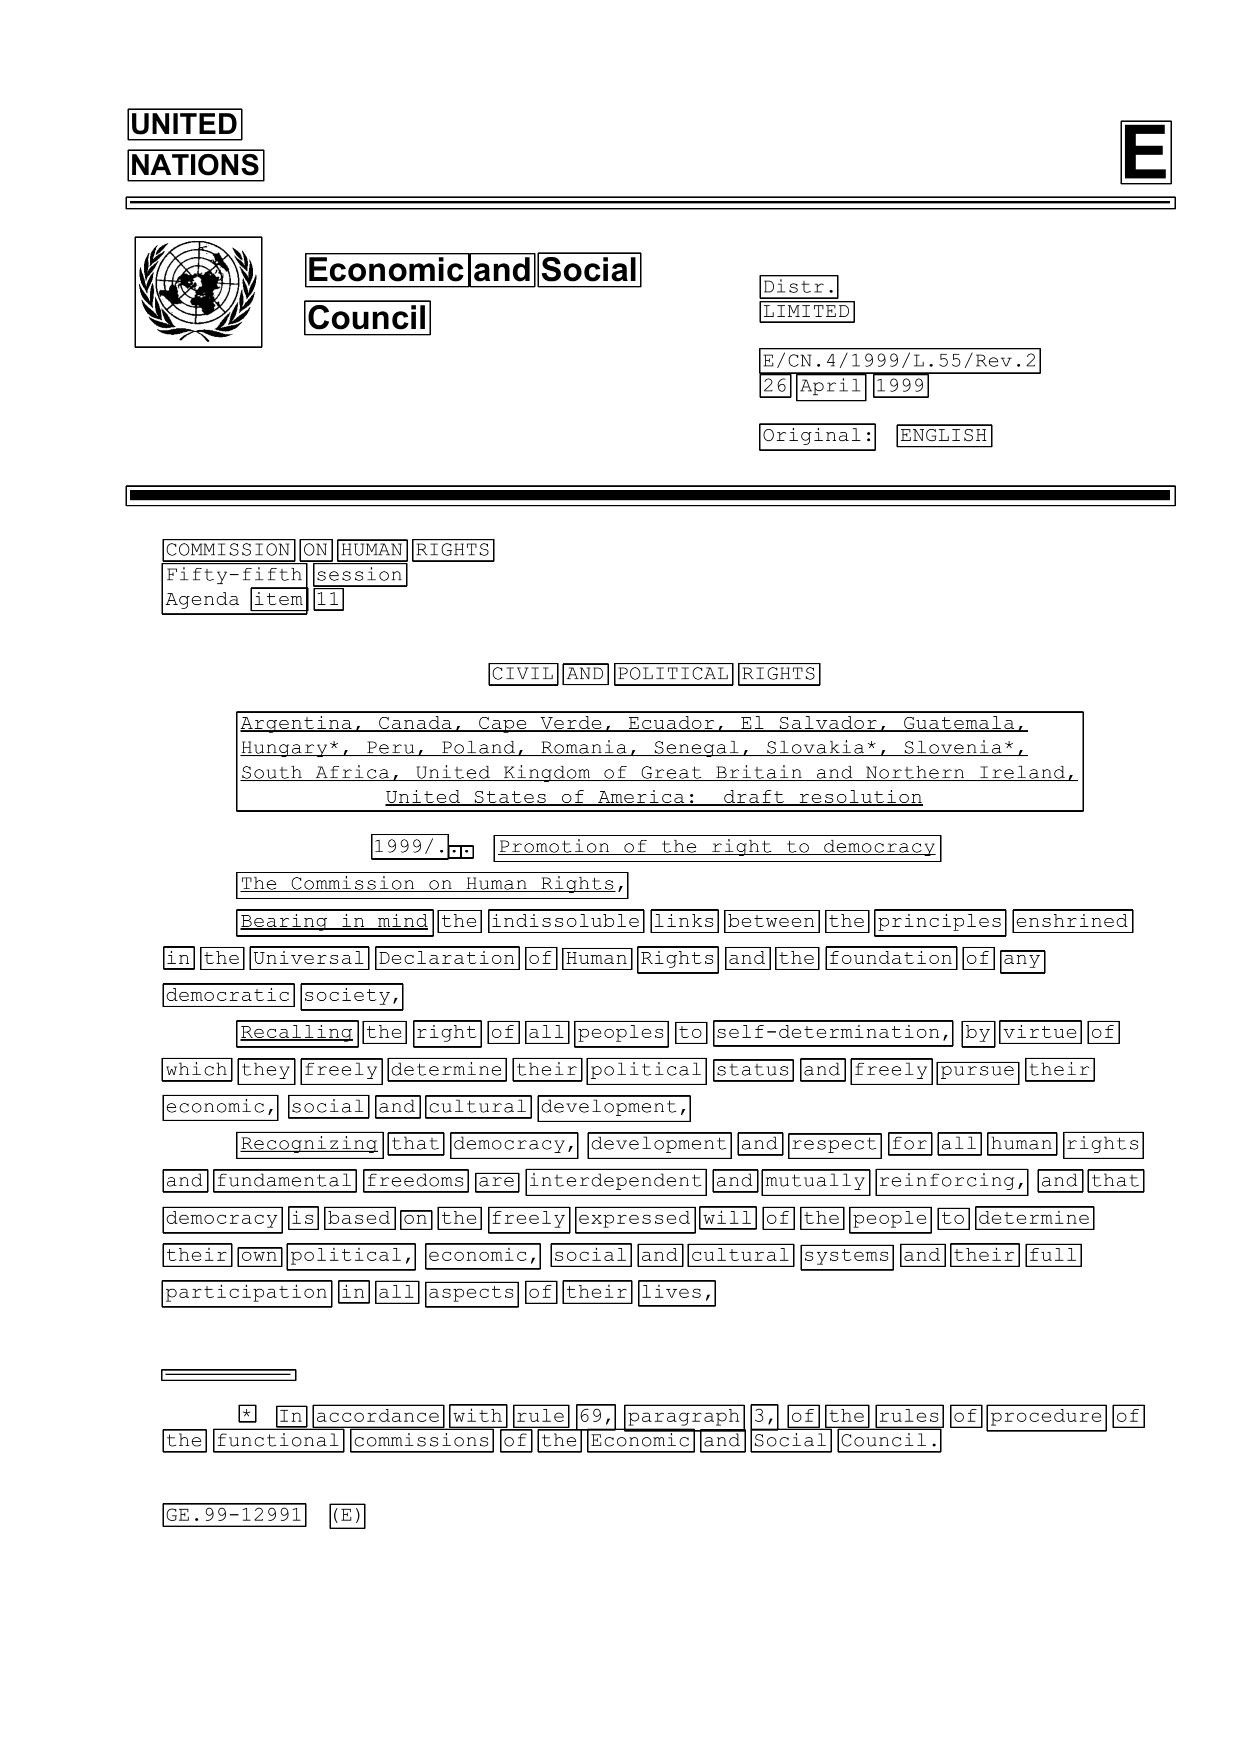 UNITED
NATIONS
E
Economic and Social
Council
Distr.
LIMITED
E/CN.4/1999/L.55/Rev.2
26 April 1999
Original:  ENGLISH
COMMISSION ON HUMAN RIGHTS
Fifty-fifth session
Agenda item 11
CIVIL AND POLITICAL RIGHTS
Argentina, Canada, Cape Verde, Ecuador, El Salvador, Guatemala,
Hungary*, Peru, Poland, Romania, Senegal, Slovakia*, Slovenia*,
South Africa, United Kingdom of Great Britain and Northern Ireland,
United States of America:  draft resolution
1999/...  Promotion of the right to democracy
The Commission on Human Rights,
Bearing in mind the indissoluble links between the principles enshrined
in the Universal Declaration of Human Rights and the foundation of any
democratic society,
Recalling the right of all peoples to self-determination, by virtue of
which they freely determine their political status and freely pursue their
economic, social and cultural development,
Recognizing that democracy, development and respect for all human rights
and fundamental freedoms are interdependent and mutually reinforcing, and that
democracy is based on the freely expressed will of the people to determine
their own political, economic, social and cultural systems and their full
participation in all aspects of their lives,
*  In accordance with rule 69, paragraph 3, of the rules of procedure of
the functional commissions of the Economic and Social Council.
GE.99-12991  (E)